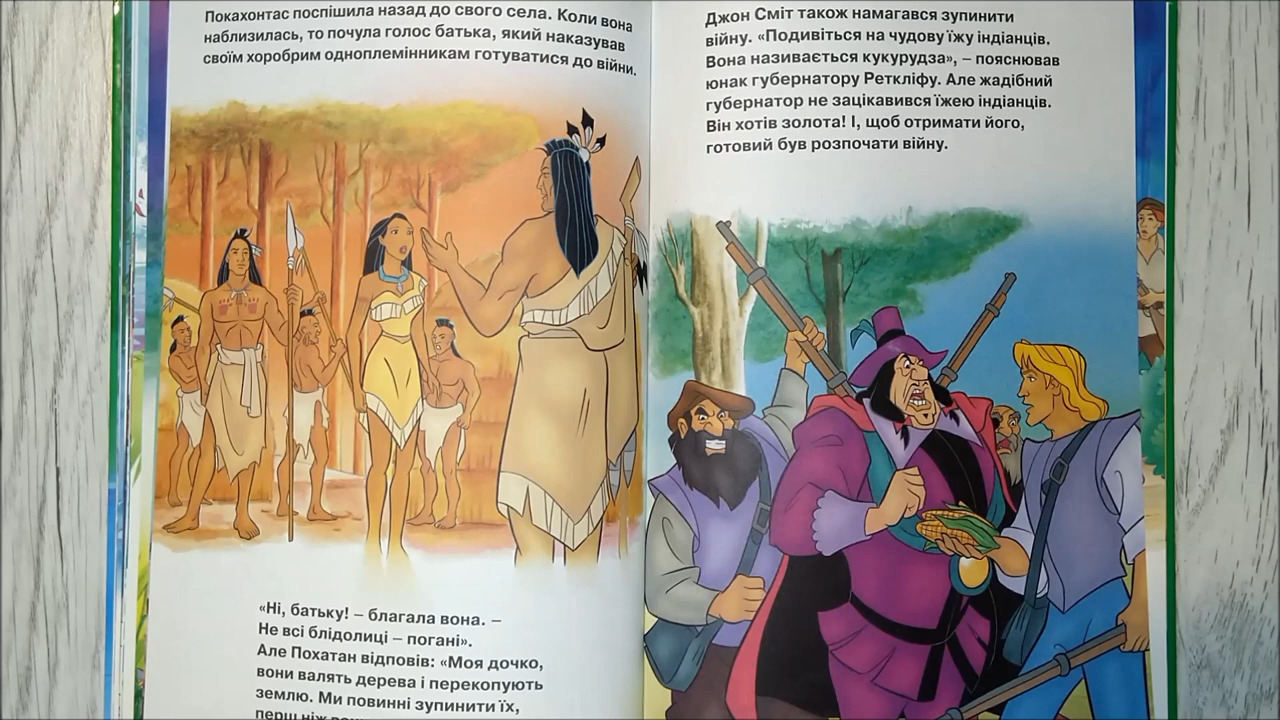 Покахонтас поспішила назад до свого села. Коли вона
наблизилась, то почула голос батька, який наказував
своїм хоробрим одноплемінникам готуватися до війни.
«Ні, батьку! – благала вона. –
Не всі блідолиці – погані».
Але Похатан відповів: «Моя дочко,
вони валять дерева і перекопують
землю. Ми повинні зупинити їх,
перш ніж
Джон Сміт також намагався зупинити
війну. «Подивіться на чудову їжу індіанців.
Вона називається кукурудза», – пояснював
юнак губернатору Реткліфу. Але жадібний
губернатор не зацікавився їжею індіанців.
Він хотів золота! І, щоб отримати його,
готовий був розпочати війну.